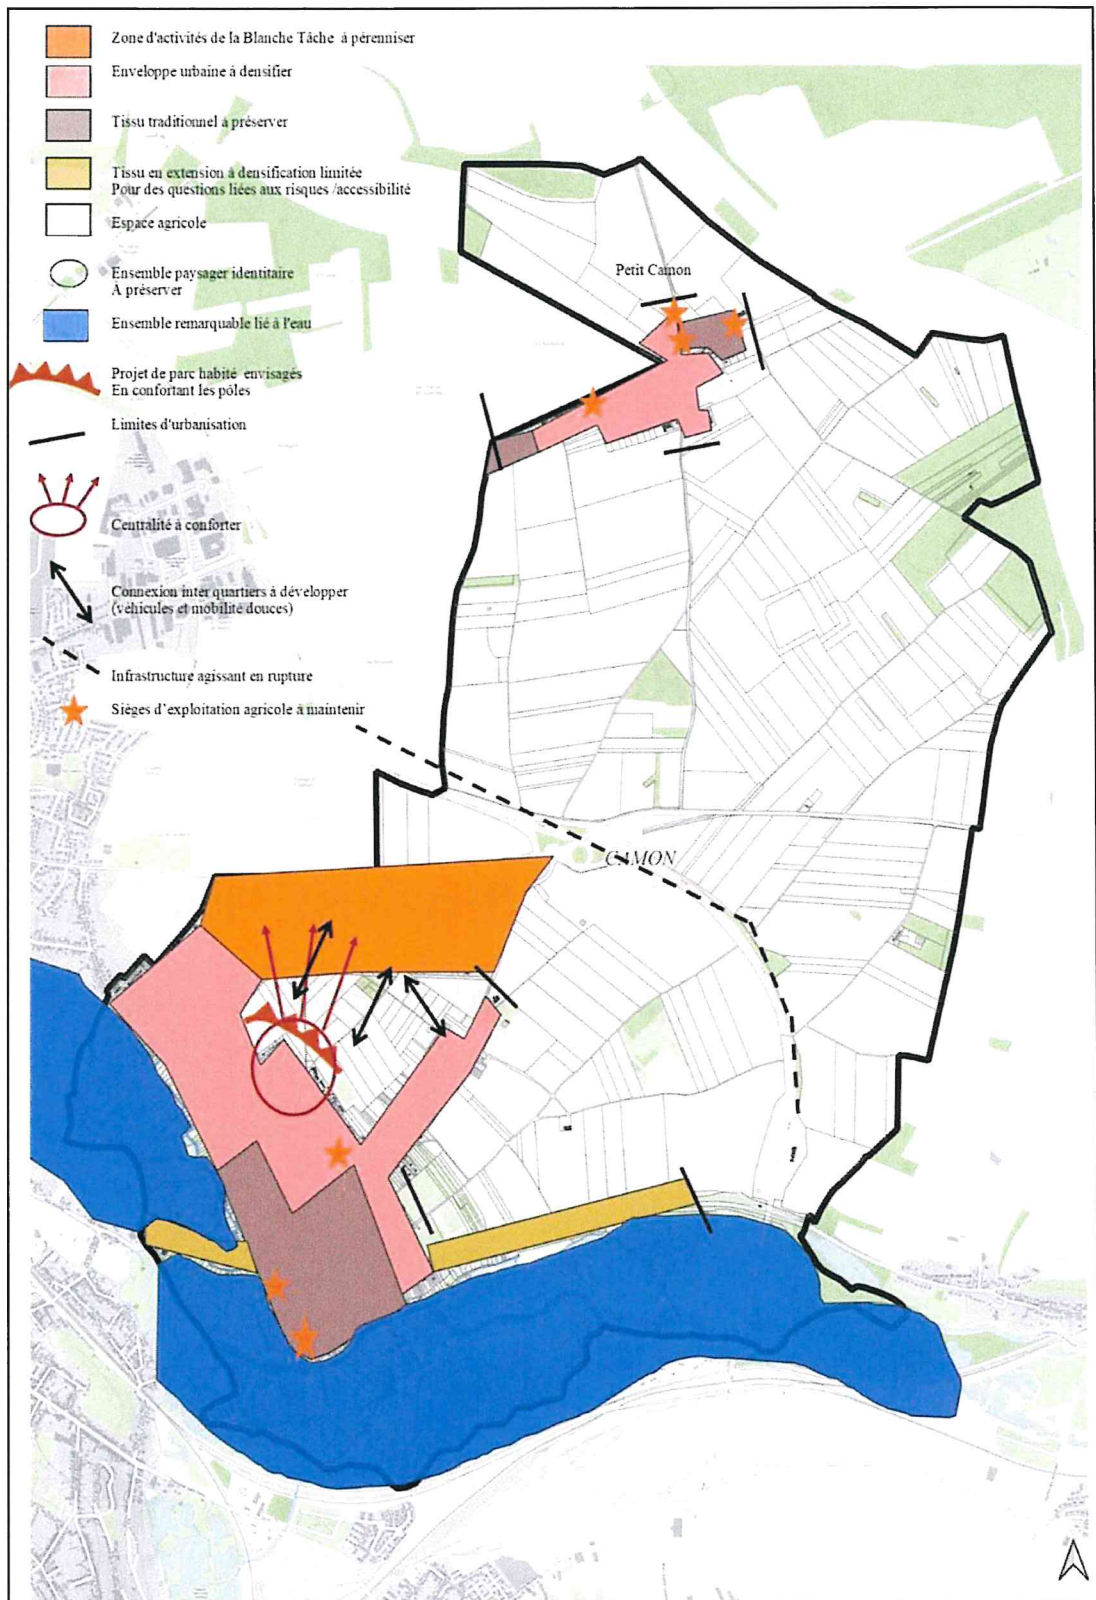 Zone d'activités de la Blanche Tâche à pérenniser
Enveloppe urbaine à densifier
Tissu traditionnel à préserver
Tissu en extension à densification limitée
Pour des questions liées aux risques /accessibilité
Espace agricole
Ensemble paysager identitaire
À préserver
Ensemble remarquable lié à l'eau
Projet de parc habité envisagés
En confortant les pôles
Limites d'urbanisation
Centralité à conforter
Connexion inter quartiers à développer
(véhicules et mobilité douces)
Infrastructure agissant en rupture
Sièges d'exploitation agricole à maintenir
Petit Camon
CAMON